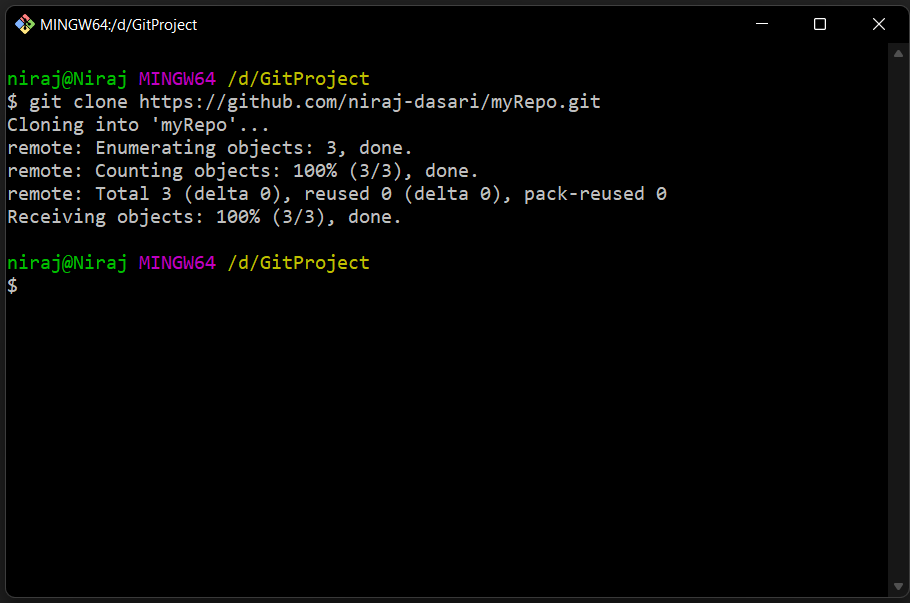 MINGW64:/d/GitProject
niraj@Niraj MINGW64 /d/GitProject
$ git clone https://github.com/niraj-dasari/myRepo.git
Cloning into 'myRepo'...
remote: Enumerating objects: 3, done.
remote: Counting objects: 100% (3/3), done.
remote: Total 3 (delta 0), reused 0 (delta 0), pack-reused 0
Receiving objects: 100% (3/3), done.
niraj@Niraj MINGW64 /d/GitProject
$